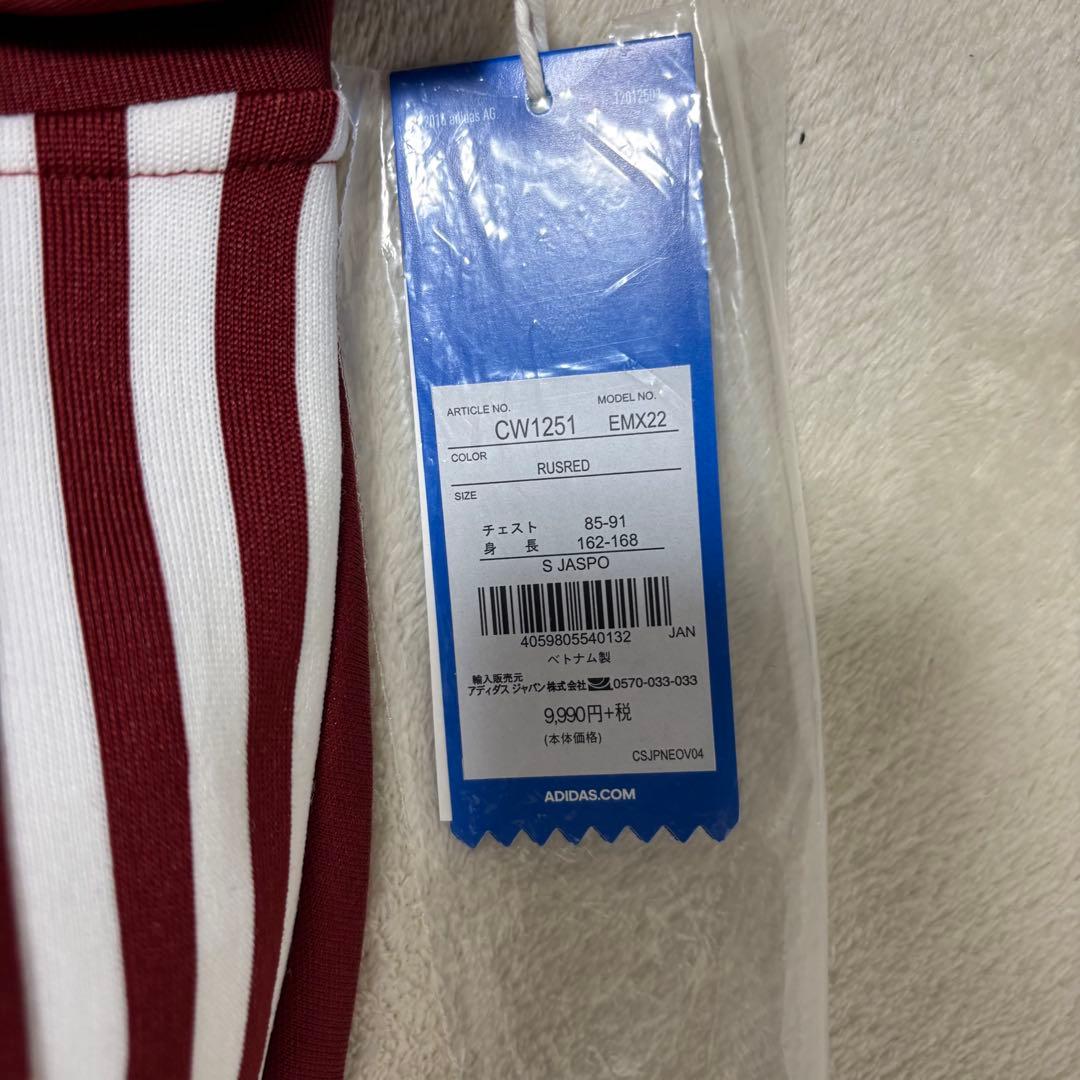 2018 adidas AG
12012501
ARTICLE NO. MODEL NO.
CW1251 EMX22
COLOR
RUSRED
SIZE
チェスト 85-91
身 長 162-168
S JASPO
4059805540132 JAN
ベトナム製
輸入販売元
アディダス ジャパン株式会社 0570-033-033
9,990円+税
(本体価格)
CSJPNEOV04
ADIDAS.COM